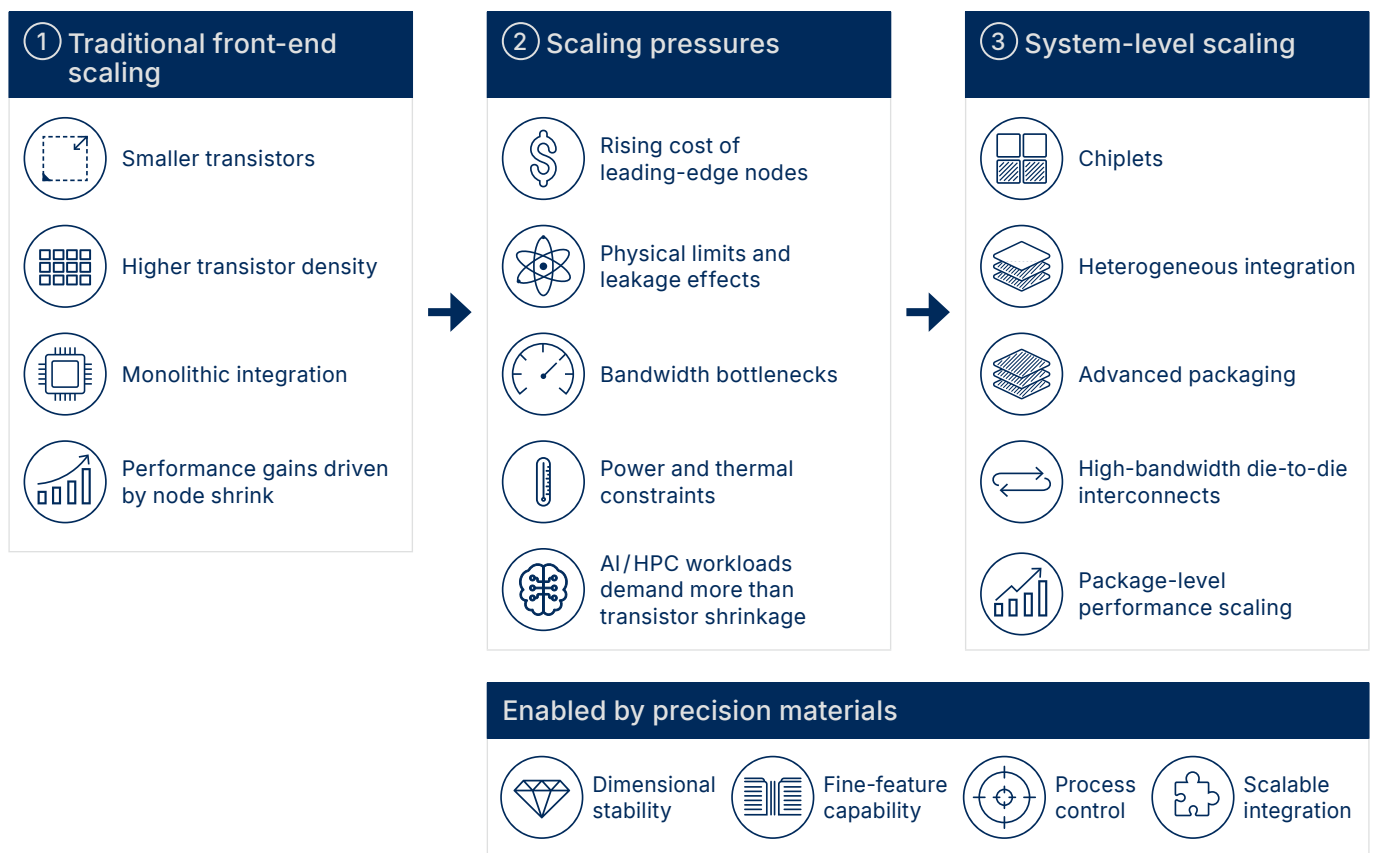 1 Traditional front-end
scaling
Smaller transistors
Higher transistor density
Monolithic integration
Performance gains driven
by node shrink
2 Scaling pressures
$
Rising cost of
leading-edge nodes
Physical limits and
leakage effects
Bandwidth bottlenecks
Power and thermal
constraints
AI/HPC workloads
demand more than
transistor shrinkage
3 System-level scaling
Chiplets
Heterogeneous integration
Advanced packaging
High-bandwidth die-to-die
interconnects
Package-level
performance scaling
Enabled by precision materials
Dimensional
stability
Fine-feature
capability
Process
control
Scalable
integration